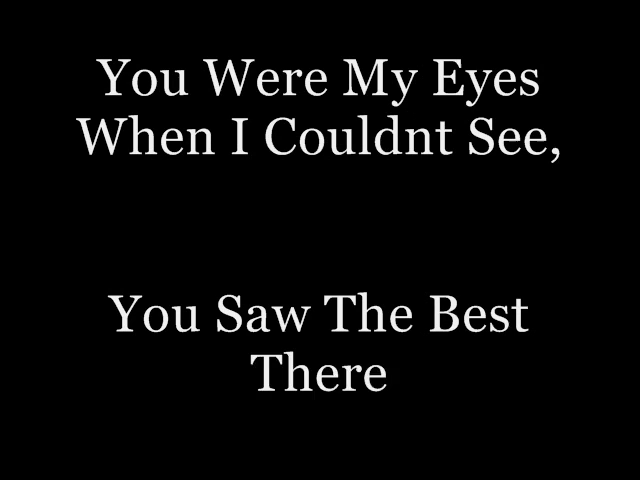 You Were My Eyes
When I Couldnt See,
You Saw The Best
There